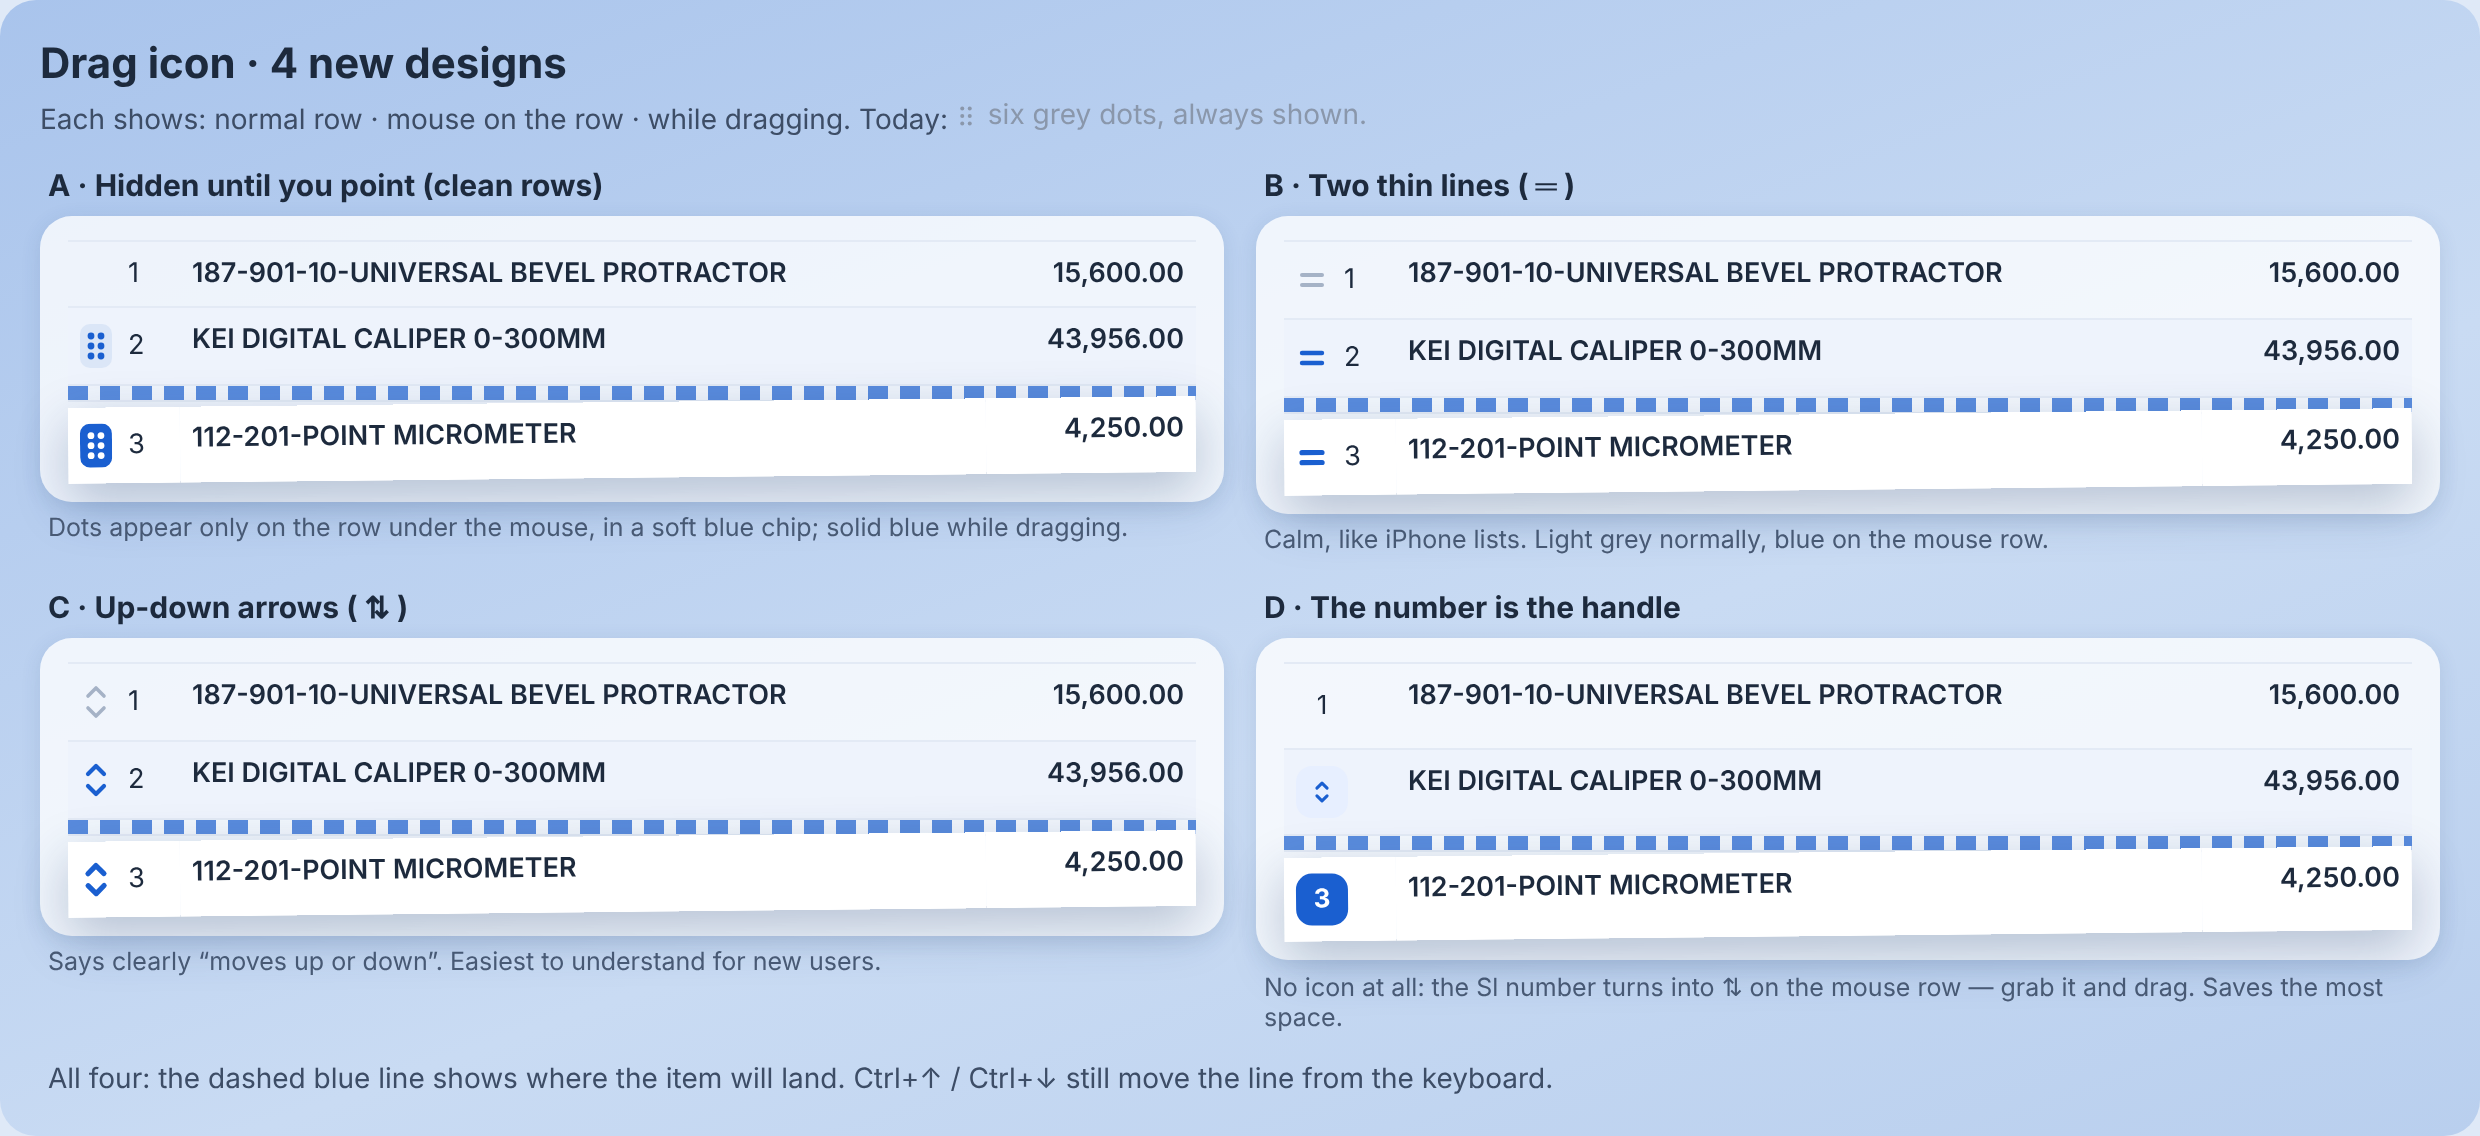 Drag icon · 4 new designs
Each shows: normal row · mouse on the row · while dragging. Today: ⠿ six grey dots, always shown.
A · Hidden until you point (clean rows)
1 187-901-10-UNIVERSAL BEVEL PROTRACTOR 15,600.00
2 KEI DIGITAL CALIPER 0-300MM 43,956.00
3 112-201-POINT MICROMETER 4,250.00
Dots appear only on the row under the mouse, in a soft blue chip; solid blue while dragging.
B · Two thin lines ( = )
1 187-901-10-UNIVERSAL BEVEL PROTRACTOR 15,600.00
2 KEI DIGITAL CALIPER 0-300MM 43,956.00
3 112-201-POINT MICROMETER 4,250.00
Calm, like iPhone lists. Light grey normally, blue on the mouse row.
C · Up-down arrows ( ⇅ )
1 187-901-10-UNIVERSAL BEVEL PROTRACTOR 15,600.00
2 KEI DIGITAL CALIPER 0-300MM 43,956.00
3 112-201-POINT MICROMETER 4,250.00
Says clearly “moves up or down”. Easiest to understand for new users.
D · The number is the handle
1 187-901-10-UNIVERSAL BEVEL PROTRACTOR 15,600.00
KEI DIGITAL CALIPER 0-300MM 43,956.00
3 112-201-POINT MICROMETER 4,250.00
No icon at all: the Sl number turns into ⇅ on the mouse row — grab it and drag. Saves the most
space.
All four: the dashed blue line shows where the item will land. Ctrl+↑ / Ctrl+↓ still move the line from the keyboard.